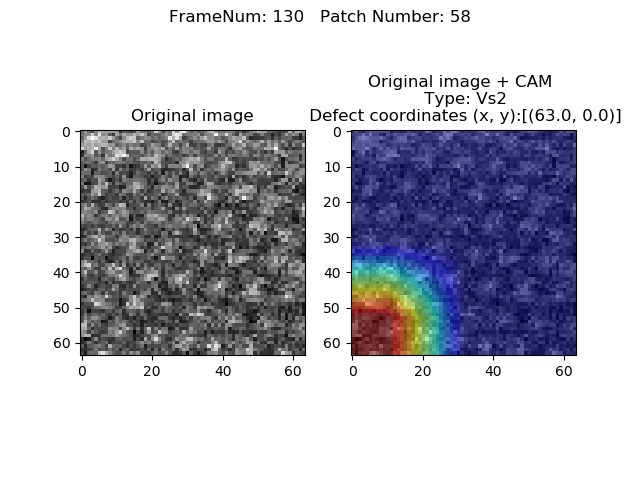 FrameNum: 130   Patch Number: 58
Original image
Original image + CAM
Type: Vs2
Defect coordinates (x, y):[(63.0, 0.0)]
0
10
20
30
40
50
60
0 20 40 60
0
10
20
30
40
50
60
0 20 40 60